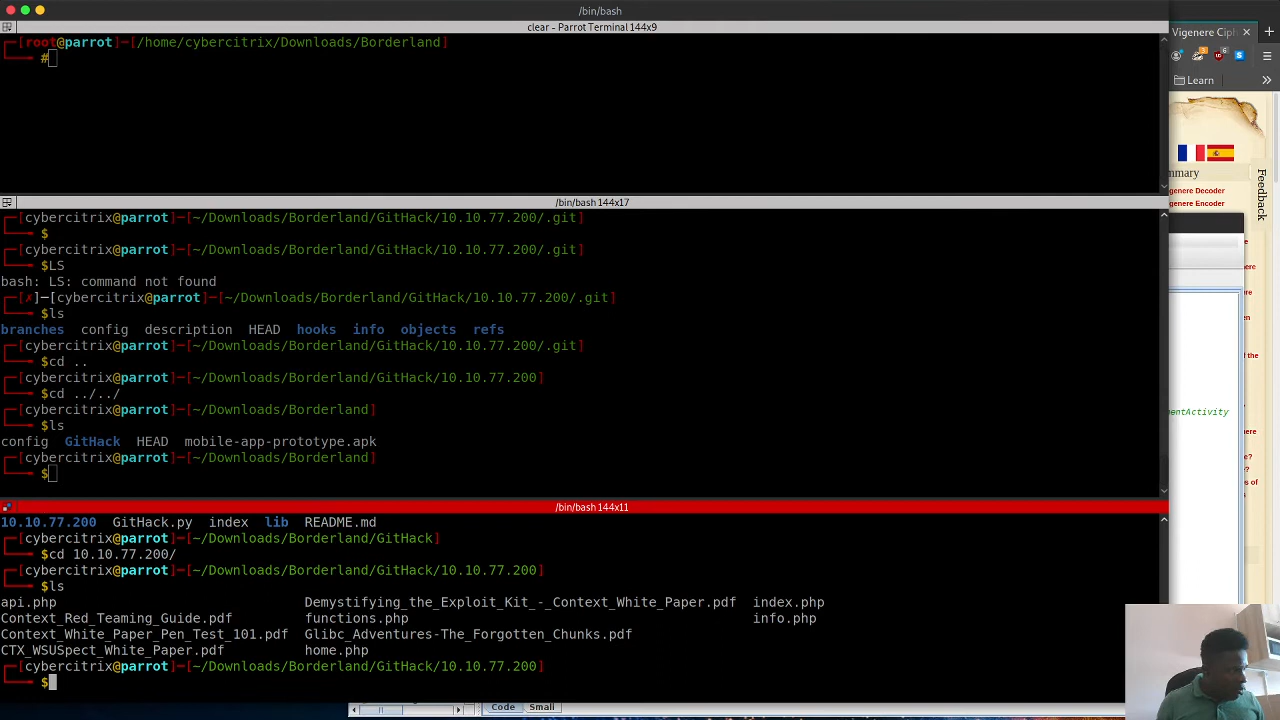 /bin/bash
clear – Parrot Terminal 144x9
┌─[root@parrot]─[/home/cybercitrix/Downloads/Borderland]
└──╼ #
/bin/bash 144x17
┌─[cybercitrix@parrot]─[~/Downloads/Borderland/GitHack/10.10.77.200/.git]
└──╼ $
┌─[cybercitrix@parrot]─[~/Downloads/Borderland/GitHack/10.10.77.200/.git]
└──╼ $LS
bash: LS: command not found
┌─[✗]─[cybercitrix@parrot]─[~/Downloads/Borderland/GitHack/10.10.77.200/.git]
└──╼ $ls
branches config description HEAD hooks info objects refs
┌─[cybercitrix@parrot]─[~/Downloads/Borderland/GitHack/10.10.77.200/.git]
└──╼ $cd ..
┌─[cybercitrix@parrot]─[~/Downloads/Borderland/GitHack/10.10.77.200]
└──╼ $cd ../../
┌─[cybercitrix@parrot]─[~/Downloads/Borderland]
└──╼ $ls
config GitHack HEAD mobile-app-prototype.apk
┌─[cybercitrix@parrot]─[~/Downloads/Borderland]
└──╼ $
/bin/bash 144x11
10.10.77.200 GitHack.py index lib README.md
┌─[cybercitrix@parrot]─[~/Downloads/Borderland/GitHack]
└──╼ $cd 10.10.77.200/
┌─[cybercitrix@parrot]─[~/Downloads/Borderland/GitHack/10.10.77.200]
└──╼ $ls
api.php Demystifying_the_Exploit_Kit_-_Context_White_Paper.pdf index.php
Context_Red_Teaming_Guide.pdf functions.php info.php
Context_White_Paper_Pen_Test_101.pdf Glibc_Adventures-The_Forgotten_Chunks.pdf
CTX_WSUSpect_White_Paper.pdf home.php
┌─[cybercitrix@parrot]─[~/Downloads/Borderland/GitHack/10.10.77.200]
└──╼ $
Vigenere Ciph
Learn
mmary
Feedback
genere Decoder
genere Encoder
nentActivity
Code Small